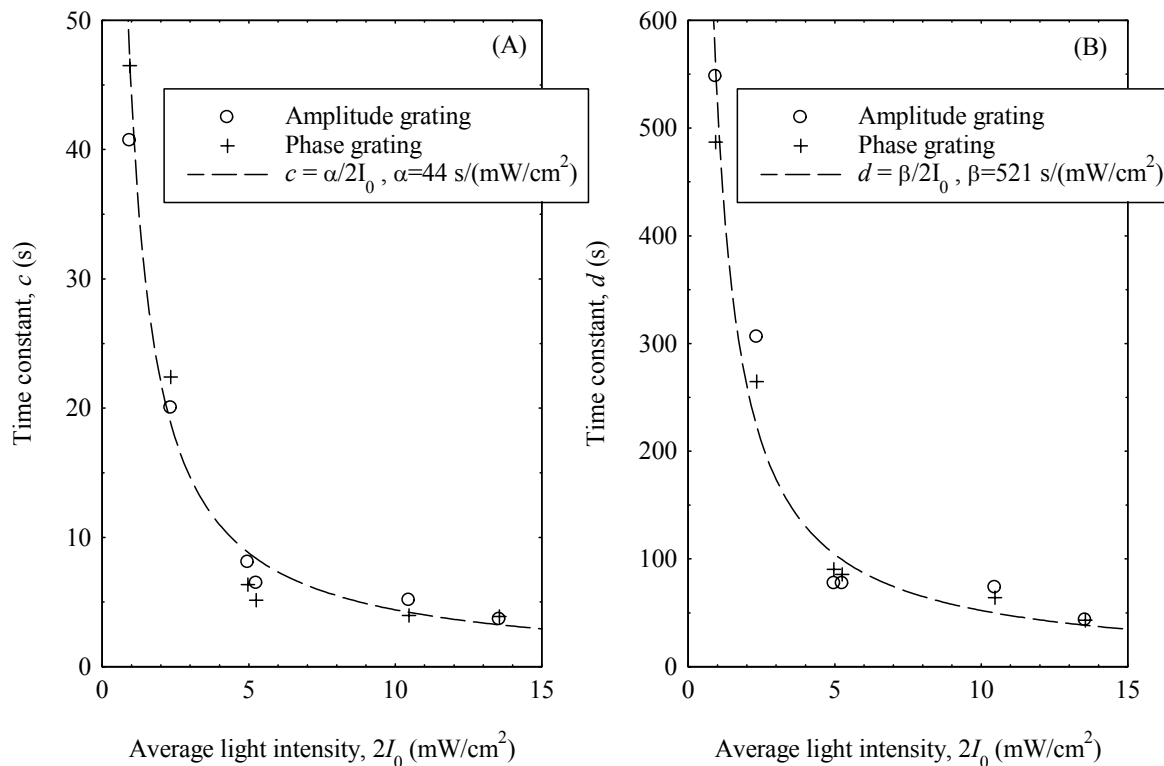 (A)
Amplitude grating
Phase grating
c = α/2I₀ , α=44 s/(mW/cm²)
50
40
30
20
10
0
0 5 10 15
Time constant, c (s)
Average light intensity, 2I₀ (mW/cm²)
(B)
Amplitude grating
Phase grating
d = β/2I₀ , β=521 s/(mW/cm²)
600
500
400
300
200
100
0
0 5 10 15
Time constant, d (s)
Average light intensity, 2I₀ (mW/cm²)